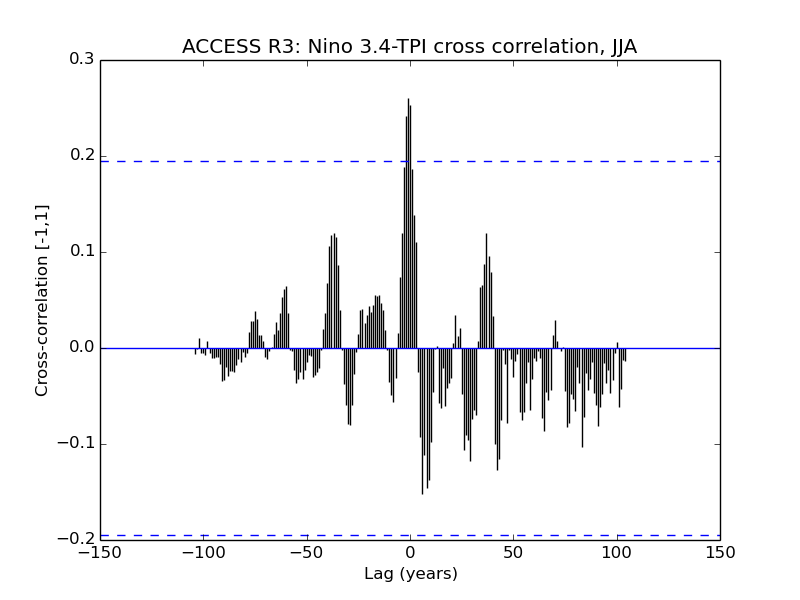 ACCESS R3: Nino 3.4-TPI cross correlation, JJA
0.3
0.2
0.1
0.0
−0.1
−0.2
Cross-correlation [-1,1]
−150 −100 −50 0 50 100 150
Lag (years)